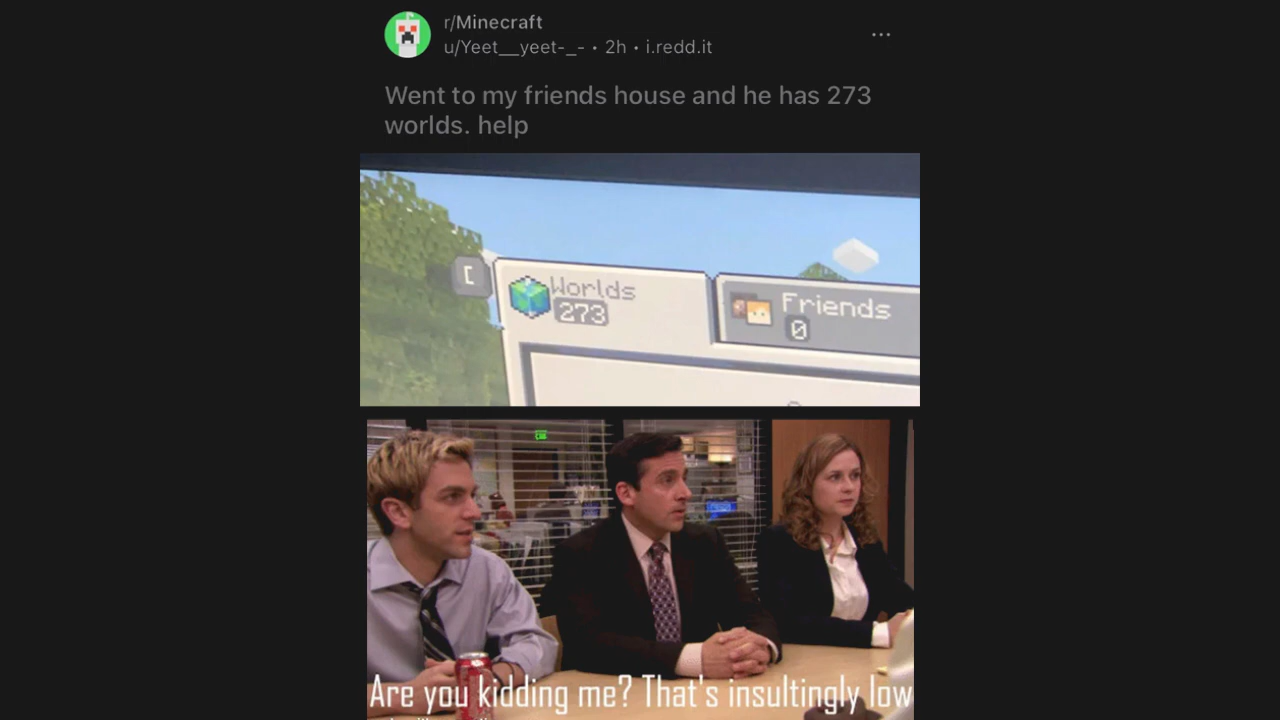 r/Minecraft
u/Yeet__yeet-_- • 2h • i.redd.it
Went to my friends house and he has 273
worlds. help
Worlds
273
Friends
0
Are you kidding me? That's insultingly low